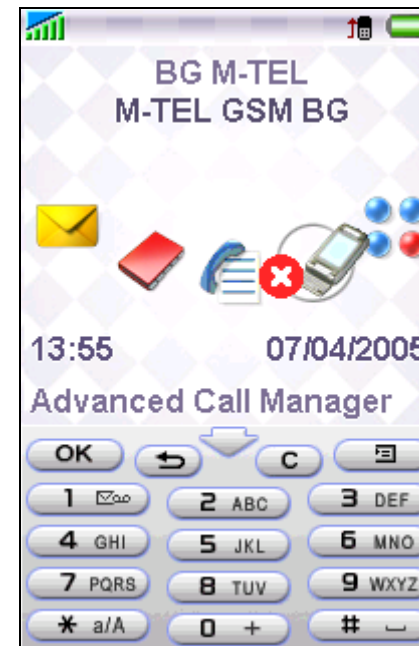 BG M-TEL
M-TEL GSM BG
13:55 07/04/2005
Advanced Call Manager
OK C
1 2 ABC 3 DEF
4 GHI 5 JKL 6 MNO
7 PQRS 8 TUV 9 WXYZ
* a/A 0 + #